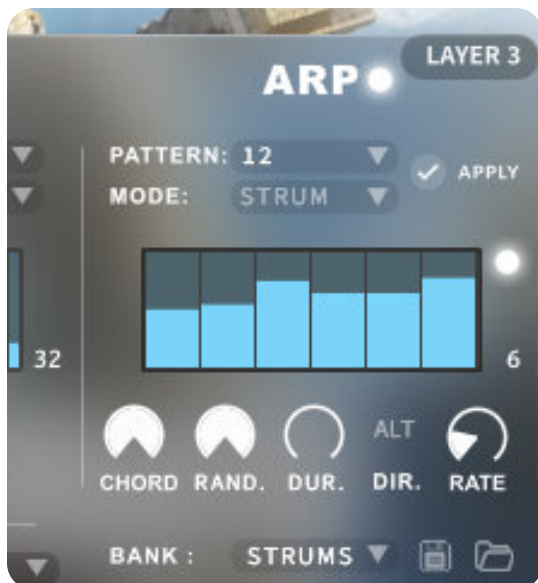 LAYER 3
ARP
PATTERN: 12
APPLY
MODE: STRUM
32
6
ALT
CHORD RAND. DUR. DIR. RATE
BANK : STRUMS